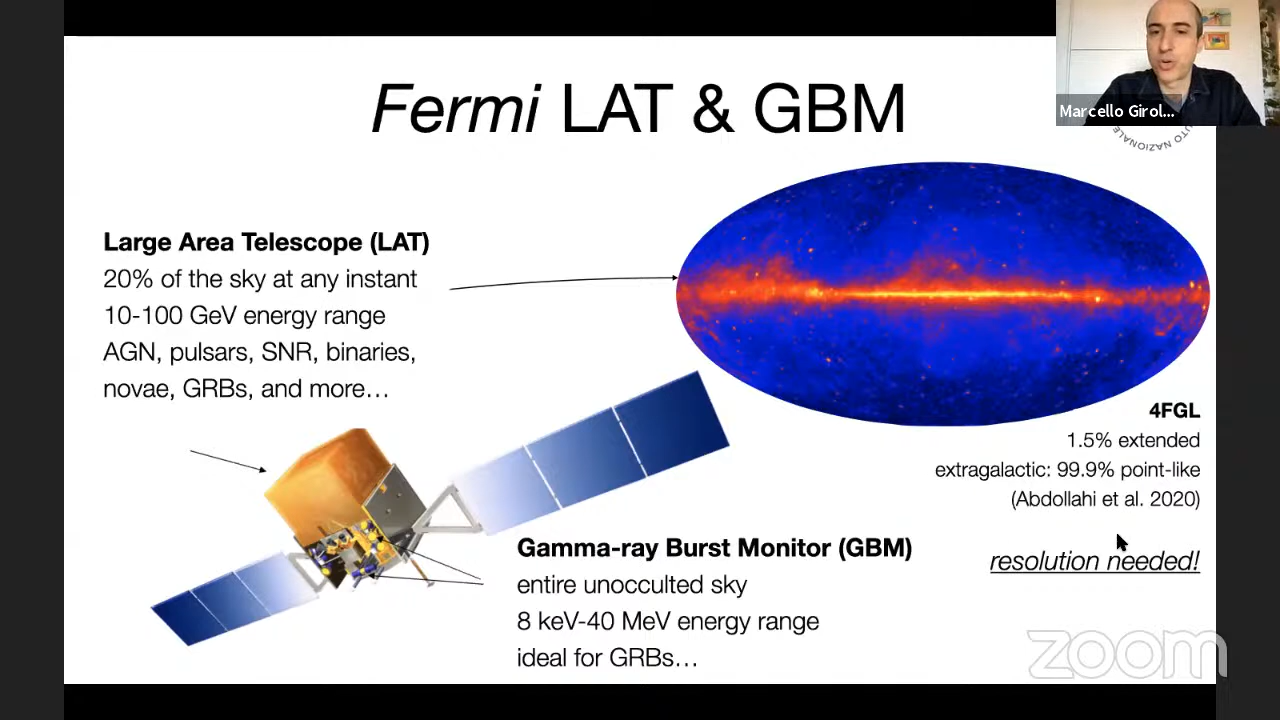 Fermi LAT & GBM
Marcello Girol...
UTO NAZIONALE
Large Area Telescope (LAT)
20% of the sky at any instant
10-100 GeV energy range
AGN, pulsars, SNR, binaries,
novae, GRBs, and more…
4FGL
1.5% extended
extragalactic: 99.9% point-like
(Abdollahi et al. 2020)
resolution needed!
Gamma-ray Burst Monitor (GBM)
entire unocculted sky
8 keV-40 MeV energy range
ideal for GRBs…
zoom